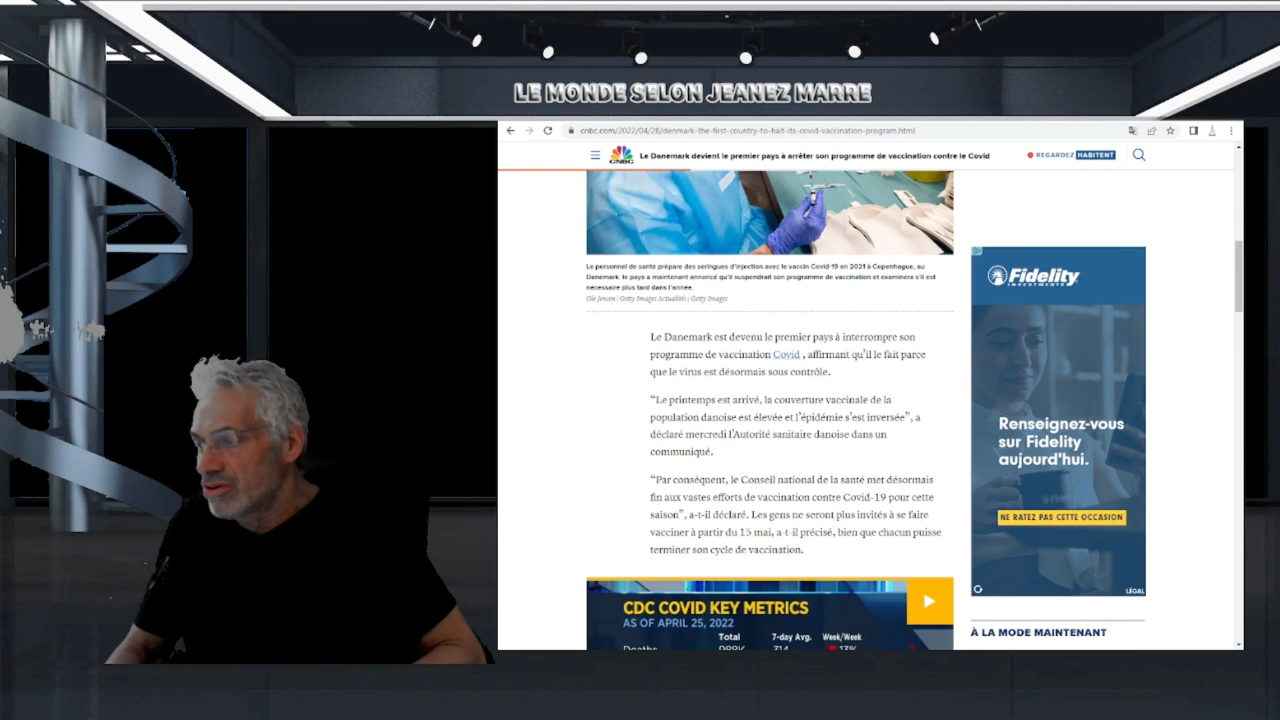 LE MONDE SELON JEANEZ MARRE
cnbc.com/2022/04/28/denmark-the-first-country-to-halt-its-covid-vaccination-program.html
CNBC
Le Danemark devient le premier pays à arrêter son programme de vaccination contre le Covid
REGARDEZ HABITENT
Le personnel de santé prépare des seringues d'injection avec le vaccin Covid-19 en 2021 à Copenhague, au
Danemark. le pays a maintenant annoncé qu'il suspendrait son programme de vaccination et examinera s'il est
nécessaire plus tard dans l'année.
Ole Jensen | Getty Images Actualités | Getty Images
Le Danemark est devenu le premier pays à interrompre son
programme de vaccination Covid , affirmant qu'il le fait parce
que le virus est désormais sous contrôle.
“Le printemps est arrivé, la couverture vaccinale de la
population danoise est élevée et l'épidémie s'est inversée”, a
déclaré mercredi l'Autorité sanitaire danoise dans un
communiqué.
“Par conséquent, le Conseil national de la santé met désormais
fin aux vastes efforts de vaccination contre Covid-19 pour cette
saison”, a-t-il déclaré. Les gens ne seront plus invités à se faire
vacciner à partir du 15 mai, a-t-il précisé, bien que chacun puisse
terminer son cycle de vaccination.
CDC COVID KEY METRICS
AS OF APRIL 25, 2022
Total 7-day Avg. Week/Week
Deaths 988K 314 13%
Fidelity
INVESTMENTS
Renseignez-vous
sur Fidelity
aujourd'hui.
NE RATEZ PAS CETTE OCCASION
LÉGAL
À LA MODE MAINTENANT